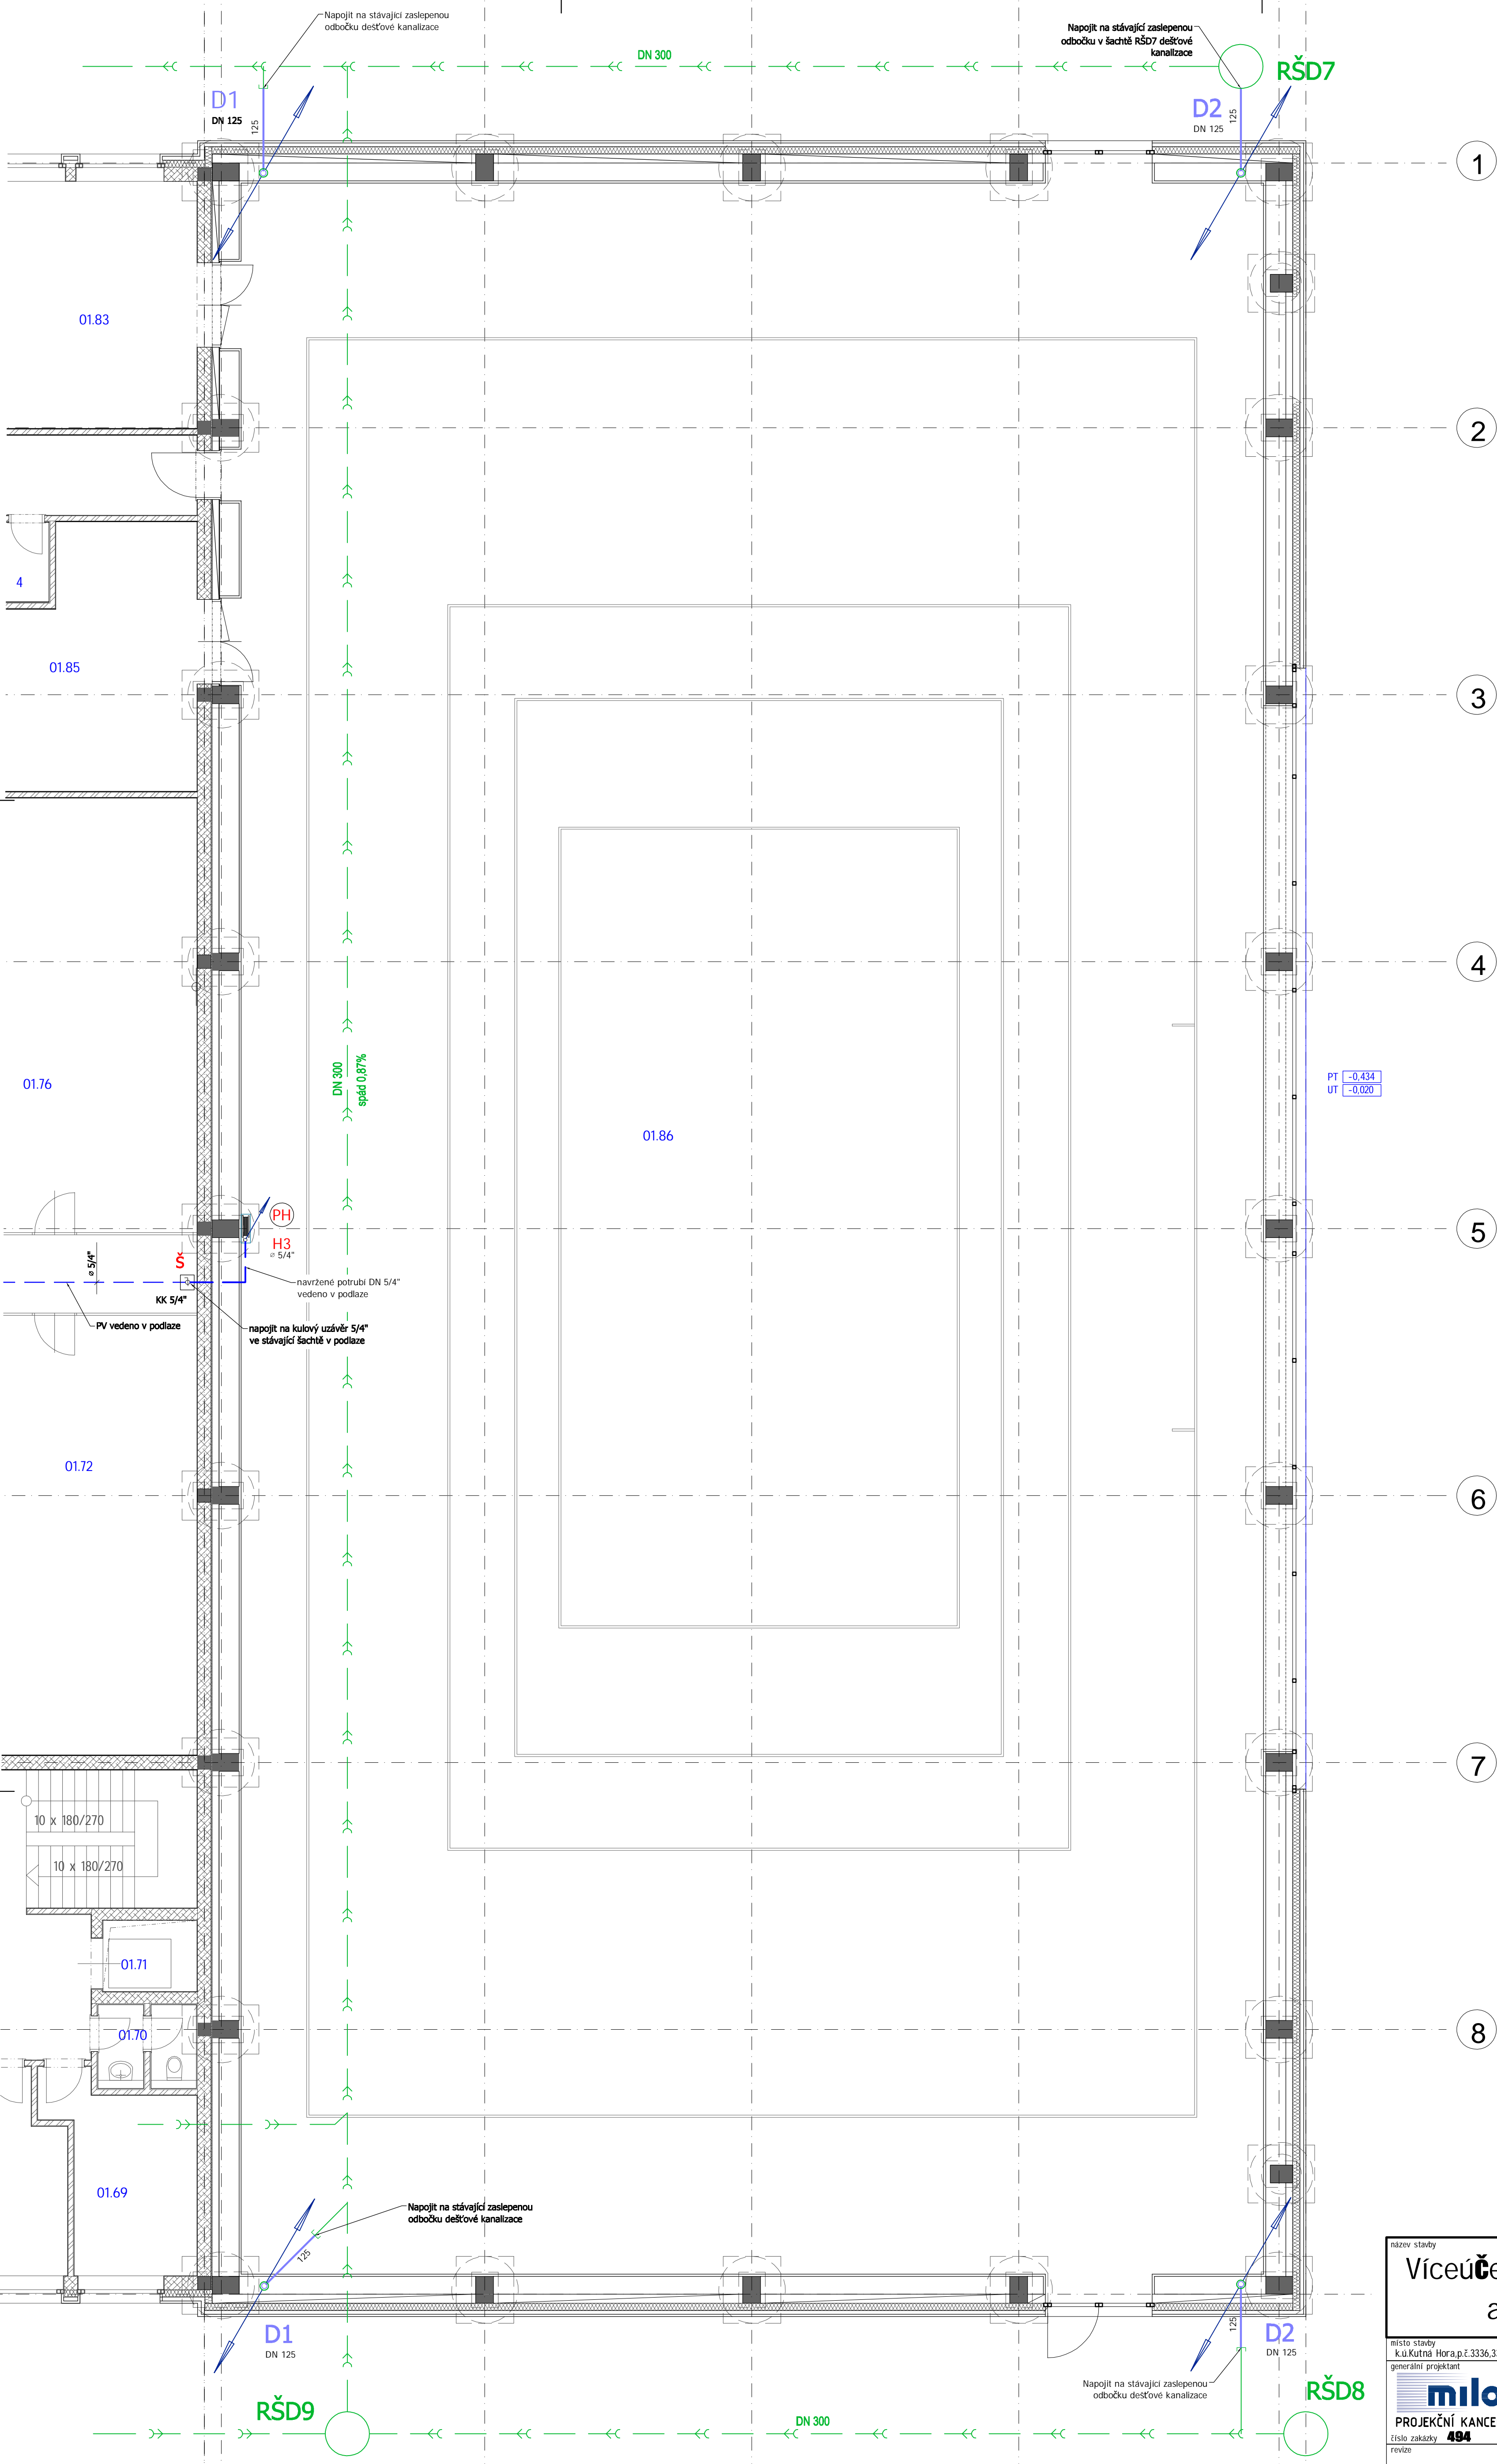 Napojit na stávající zaslepenou
odbočku dešťové kanalizace
Napojit na stávající zaslepenou
odbočku v šachtě RŠD7 dešťové
kanalizace
DN 300
RŠD7
D1
DN 125
125
D2
DN 125
125
1
01.83
2
4
01.85
3
4
DN 300
spád 0,87%
01.76
PT -0,434
UT -0,020
01.86
PH
H3
ø 5/4"
5
Š
ø 5/4"
KK 5/4"
navržené potrubí DN 5/4"
vedeno v podlaze
PV vedeno v podlaze
napojit na kulový uzávěr 5/4"
ve stávající šachtě v podlaze
01.72
6
7
10 x 180/270
10 x 180/270
01.71
01.70
8
01.69
Napojit na stávající zaslepenou
odbočku dešťové kanalizace
125
D1
DN 125
125
D2
DN 125
Napojit na stávající zaslepenou
odbočku dešťové kanalizace
RŠD9
DN 300
RŠD8
název stavby
Víceúče
a
místo stavby
k.ú.Kutná Hora,p.č.3336,3
generální projektant
milo
PROJEKČNÍ KANCE
číslo zakázky 494
revize